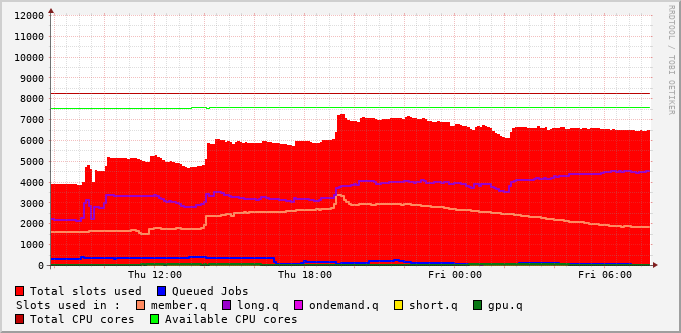 RRDTOOL / TOBI OETIKER
12000
11000
10000
9000
8000
7000
6000
5000
4000
3000
2000
1000
0
Thu 12:00 Thu 18:00 Fri 00:00 Fri 06:00
Total slots used Queued Jobs
Slots used in : member.q long.q ondemand.q short.q gpu.q
Total CPU cores Available CPU cores